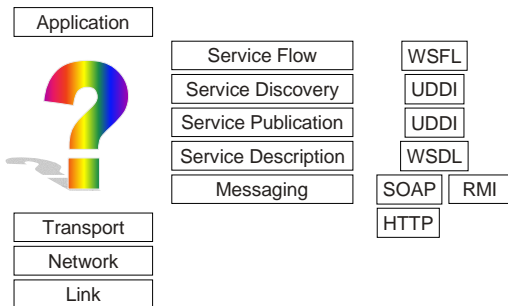 Application
Service Flow WSFL
Service Discovery UDDI
Service Publication UDDI
Service Description WSDL
Messaging SOAP RMI
HTTP
Transport
Network
Link